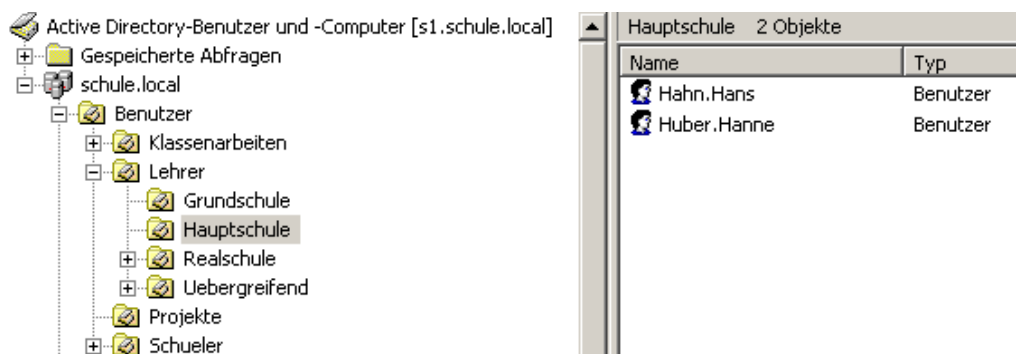 Active Directory-Benutzer und -Computer [s1.schule.local]
Gespeicherte Abfragen
schule.local
Benutzer
Klassenarbeiten
Lehrer
Grundschule
Hauptschule
Realschule
Uebergreifend
Projekte
Schueler
Hauptschule 2 Objekte
Name Typ
Hahn.Hans Benutzer
Huber.Hanne Benutzer